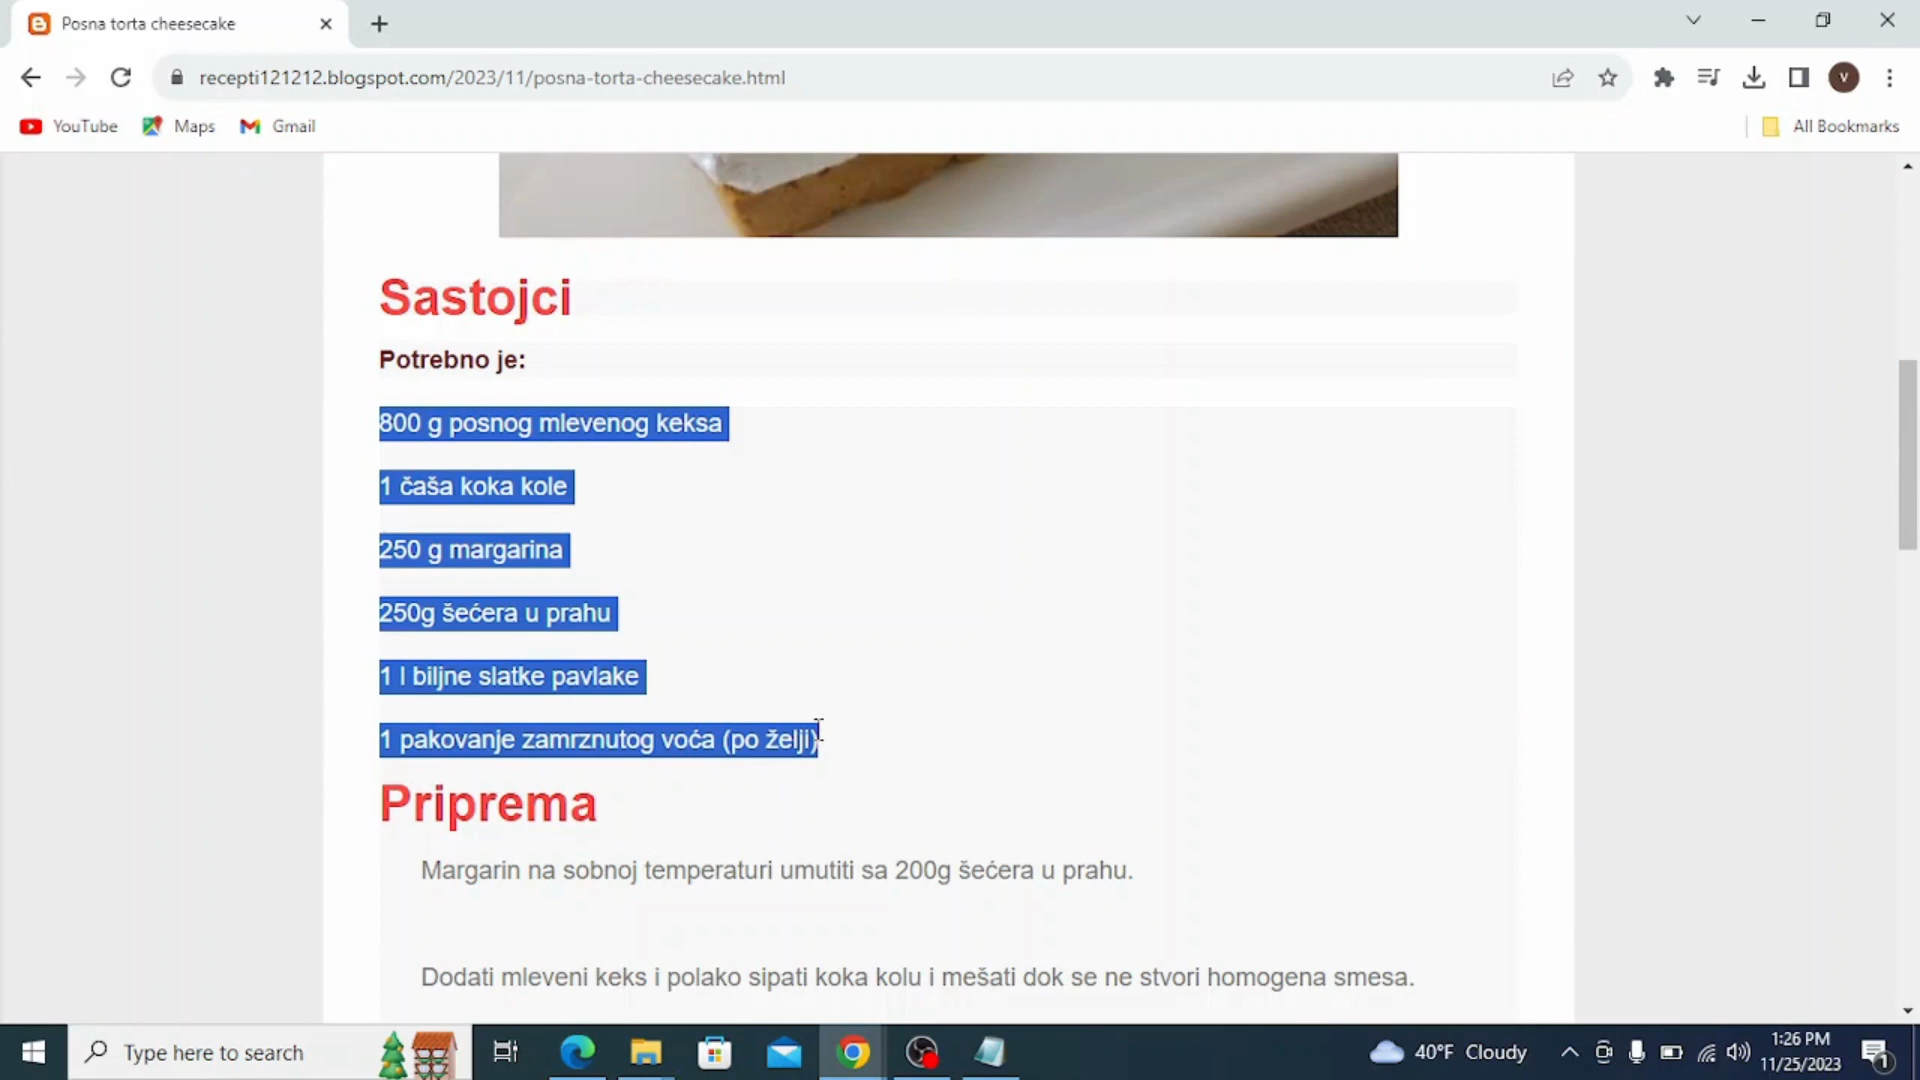 Posna torta cheesecake
recepti121212.blogspot.com/2023/11/posna-torta-cheesecake.html
V
YouTube
Maps
Gmail
All Bookmarks
Sastojci
Potrebno je:
800 g posnog mlevenog keksa
1 čaša koka kole
250 g margarina
250g šećera u prahu
1 l biljne slatke pavlake
1 pakovanje zamrznutog voća (po želji)
Priprema
Margarin na sobnoj temperaturi umutiti sa 200g šećera u prahu.
Dodati mleveni keks i polako sipati koka kolu i mešati dok se ne stvori homogena smesa.
Type here to search
40°F Cloudy
1:26 PM
11/25/2023
1